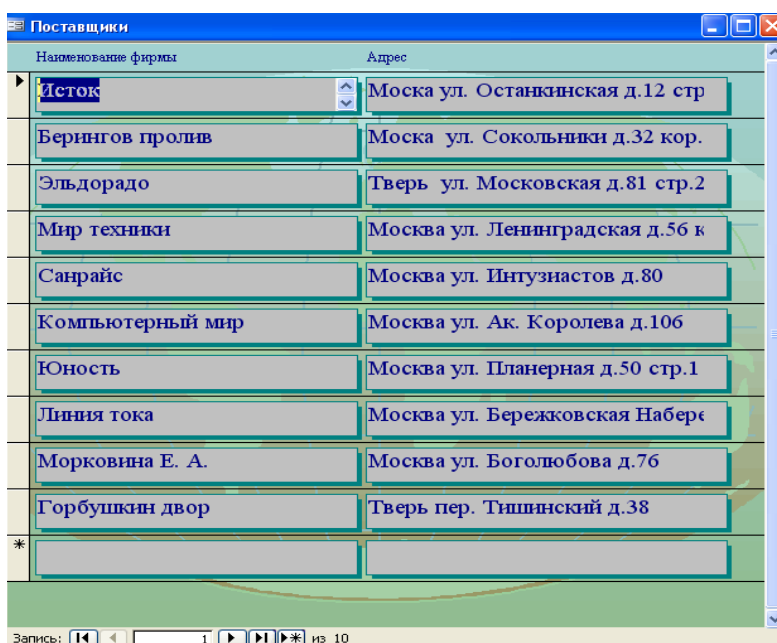 Поставщики
Наименование фирмы Адрес
Исток Моска ул. Останкинская д.12 стр
Берингов пролив Моска ул. Сокольники д.32 кор.
Эльдорадо Тверь ул. Московская д.81 стр.2
Мир техники Москва ул. Ленинградская д.56 к
Санрайс Москва ул. Интузиастов д.80
Компьютерный мир Москва ул. Ак. Королева д.106
Юность Москва ул. Планерная д.50 стр.1
Линия тока Москва ул. Бережковская Набере
Морковина Е. А. Москва ул. Боголюбова д.76
Горбушкин двор Тверь пер. Тишинский д.38
Запись: 1 из 10